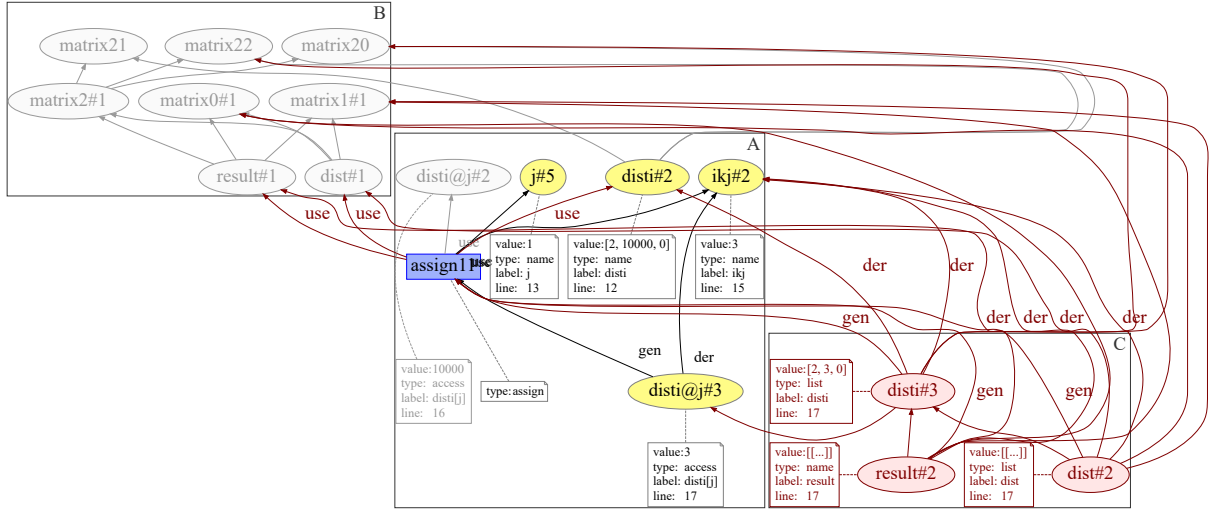 B
matrix21
matrix22
matrix20
matrix2#1
matrix0#1
matrix1#1
result#1
dist#1
A
disti@j#2
j#5
disti#2
ikj#2
use
use
use
use
use
assign11
value:1
type: name
label: j
line: 13
value:[2, 10000, 0]
type: name
label: disti
line: 12
value:3
type: name
label: ikj
line: 15
der
der
der
der
der
der
gen
gen
der
gen
gen
value:10000
type: access
label: disti[j]
line: 16
type:assign
disti@j#3
value:3
type: access
label: disti[j]
line: 17
C
value:[2, 3, 0]
type: list
label: disti
line: 17
disti#3
value:[[...]]
type: name
label: result
line: 17
result#2
value:[[...]]
type: list
label: dist
line: 17
dist#2